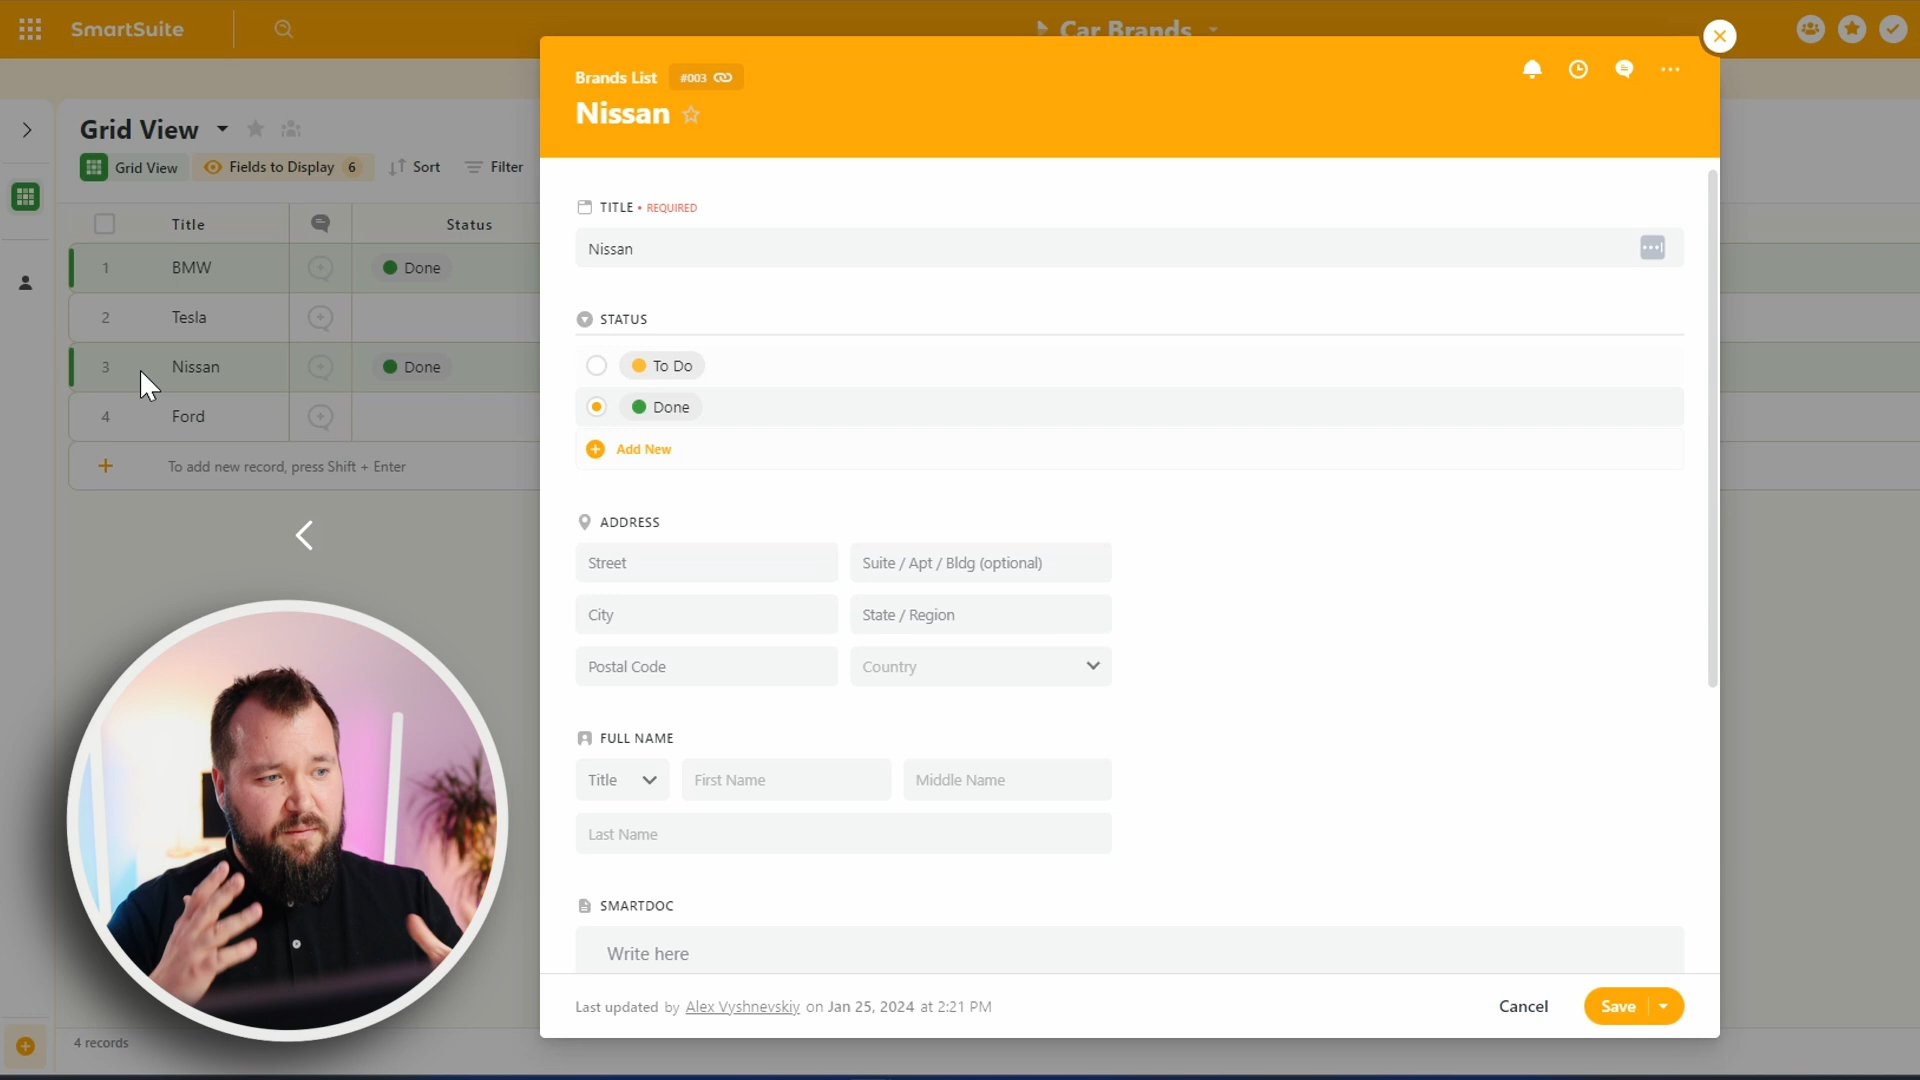 SmartSuite
Car Brands
Grid View
Grid View
Fields to Display 6
Sort
Filter
Title
Status
1 BMW Done
2 Tesla
3 Nissan Done
4 Ford
To add new record, press Shift + Enter
4 records
Brands List #003
Nissan
TITLE • REQUIRED
Nissan
STATUS
To Do
Done
Add New
ADDRESS
Street
Suite / Apt / Bldg (optional)
City
State / Region
Postal Code
Country
FULL NAME
Title
First Name
Middle Name
Last Name
SMARTDOC
Write here
Last updated by Alex Vyshnevskiy on Jan 25, 2024 at 2:21 PM
Cancel
Save